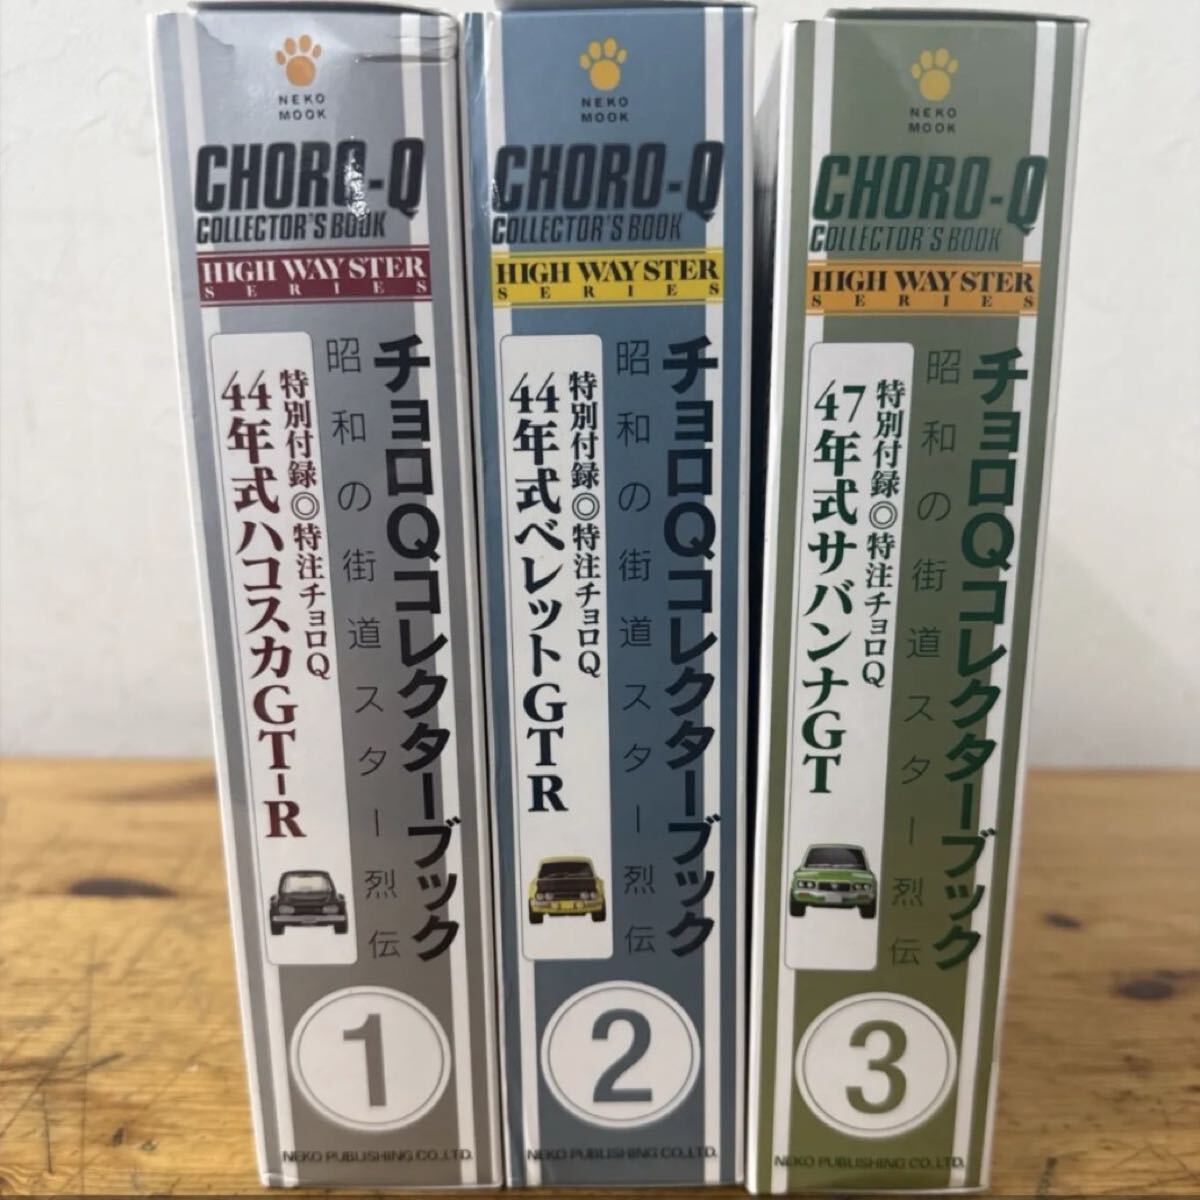 NEKO
MOOK
CHORO-Q
COLLECTOR'S BOOK
HIGH WAY STER
SERIES
チョロQコレクターブック
昭和の街道スター烈伝
特別付録◎特注チョロQ
44年式ハコスカGT-R
1
NEKO PUBLISHING CO.,LTD.
NEKO
MOOK
CHORO-Q
COLLECTOR'S BOOK
HIGH WAY STER
SERIES
チョロQコレクターブック
昭和の街道スター烈伝
特別付録◎特注チョロQ
44年式ベレットGTR
2
NEKO PUBLISHING CO.,LTD.
NEKO
MOOK
CHORO-Q
COLLECTOR'S BOOK
HIGH WAY STER
SERIES
チョロQコレクターブック
昭和の街道スター烈伝
特別付録◎特注チョロQ
47年式サバンナGT
3
NEKO PUBLISHING CO.,LTD.